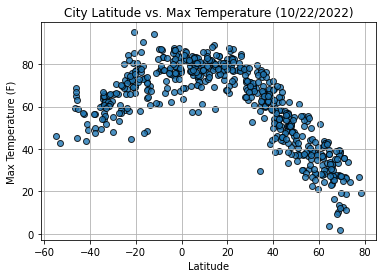 City Latitude vs. Max Temperature (10/22/2022)
Max Temperature (F)
80
60
40
20
0
−60 −40 −20 0 20 40 60 80
Latitude